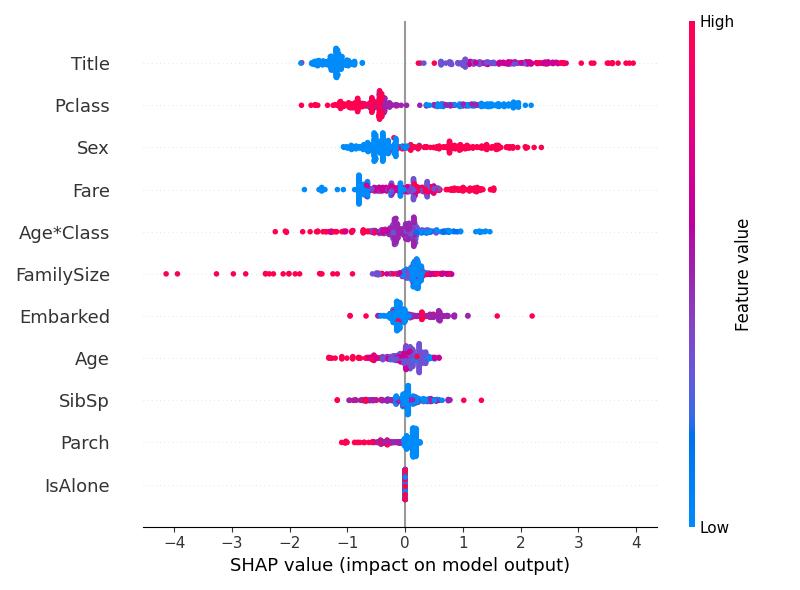 High
Title
Pclass
Sex
Fare
Age*Class
FamilySize
Embarked
Age
SibSp
Parch
IsAlone
Feature value
Low
−4 −3 −2 −1 0 1 2 3 4
SHAP value (impact on model output)